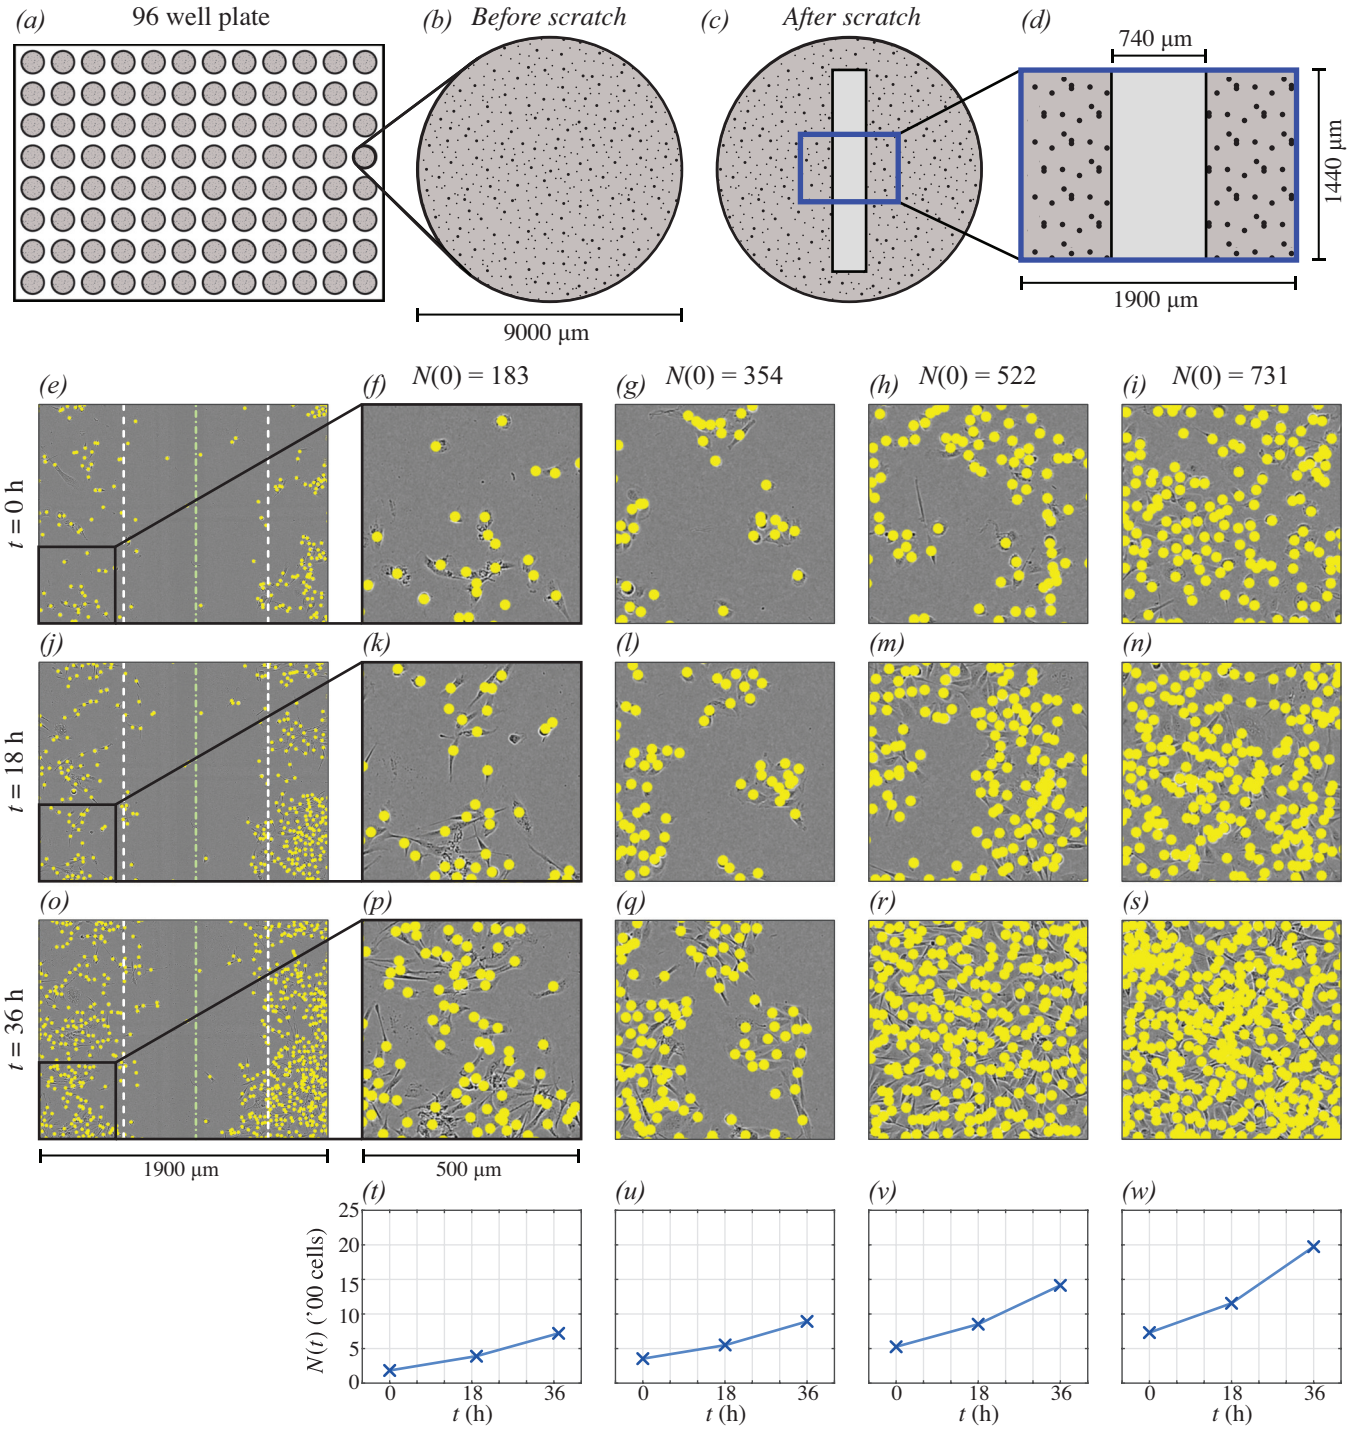 (a) 96 well plate (b) Before scratch (c) After scratch (d)
740 μm
1440 μm
9000 μm
1900 μm
(e) (f) N(0) = 183 (g) N(0) = 354 (h) N(0) = 522 (i) N(0) = 731
t = 0 h
(j) (k) (l) (m) (n)
t = 18 h
(o) (p) (q) (r) (s)
t = 36 h
1900 μm 500 μm
(t) (u) (v) (w)
N(t) (’00 cells)
25
20
15
10
5
0
0 18 36 0 18 36 0 18 36 0 18 36
t (h) t (h) t (h) t (h)